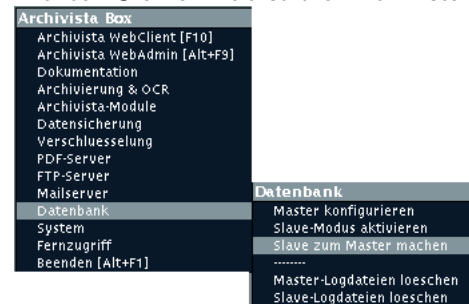 Archivista Box
Archivista WebClient [F10]
Archivista WebAdmin [Alt+F9]
Dokumentation
Archivierung & OCR
Archivista-Module
Datensicherung
Verschluesselung
PDF-Server
FTP-Server
Mailserver
Datenbank
System
Fernzugriff
Beenden [Alt+F1]
Datenbank
Master konfigurieren
Slave-Modus aktivieren
Slave zum Master machen
--------
Master-Logdateien loeschen
Slave-Logdateien loeschen